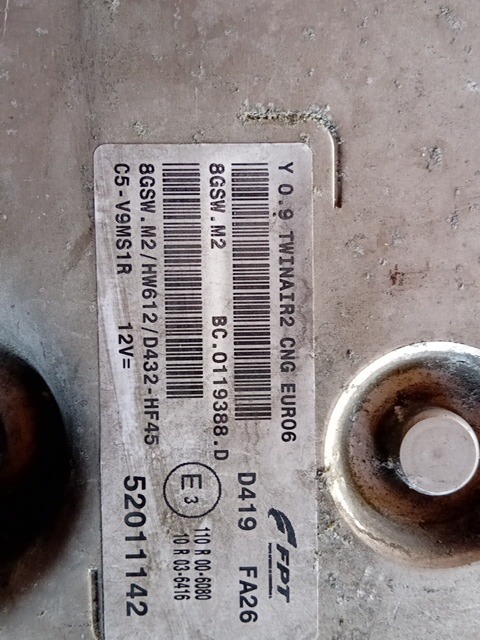 Y 0.9 TWINAIR2 CNG EURO6
FPT
8GSW.M2 BC.0119388.D D419 FA26
8GSW.M2/HW612/D432-HF45
E3
110 R 00-6080
10 R 03-6416
C5-V9MS1R 12V= 52011142